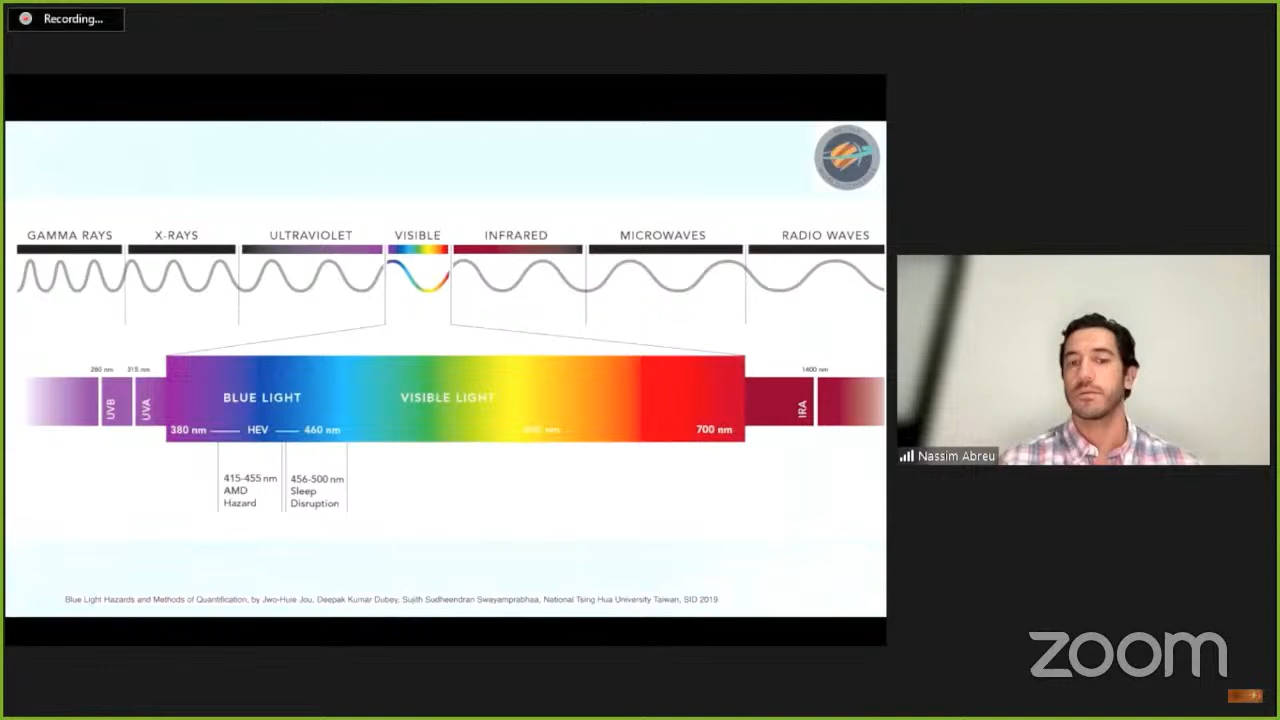 Recording...
GAMMA RAYS X-RAYS ULTRAVIOLET VISIBLE INFRARED MICROWAVES RADIO WAVES
280 nm 315 nm 1400 nm
UVB UVA BLUE LIGHT VISIBLE LIGHT IRA
380 nm HEV 460 nm 700 nm
415-455 nm 456-500 nm
AMD Sleep
Hazard Disruption
Blue Light Hazards and Methods of Quantification, by Jwo-Huie Jou, Deepak Kumar Dubey, Sujith Sudheendran Swayamprabhaa, National Tsing Hua University Taiwan, SID 2019
Nassim Abreu
zoom